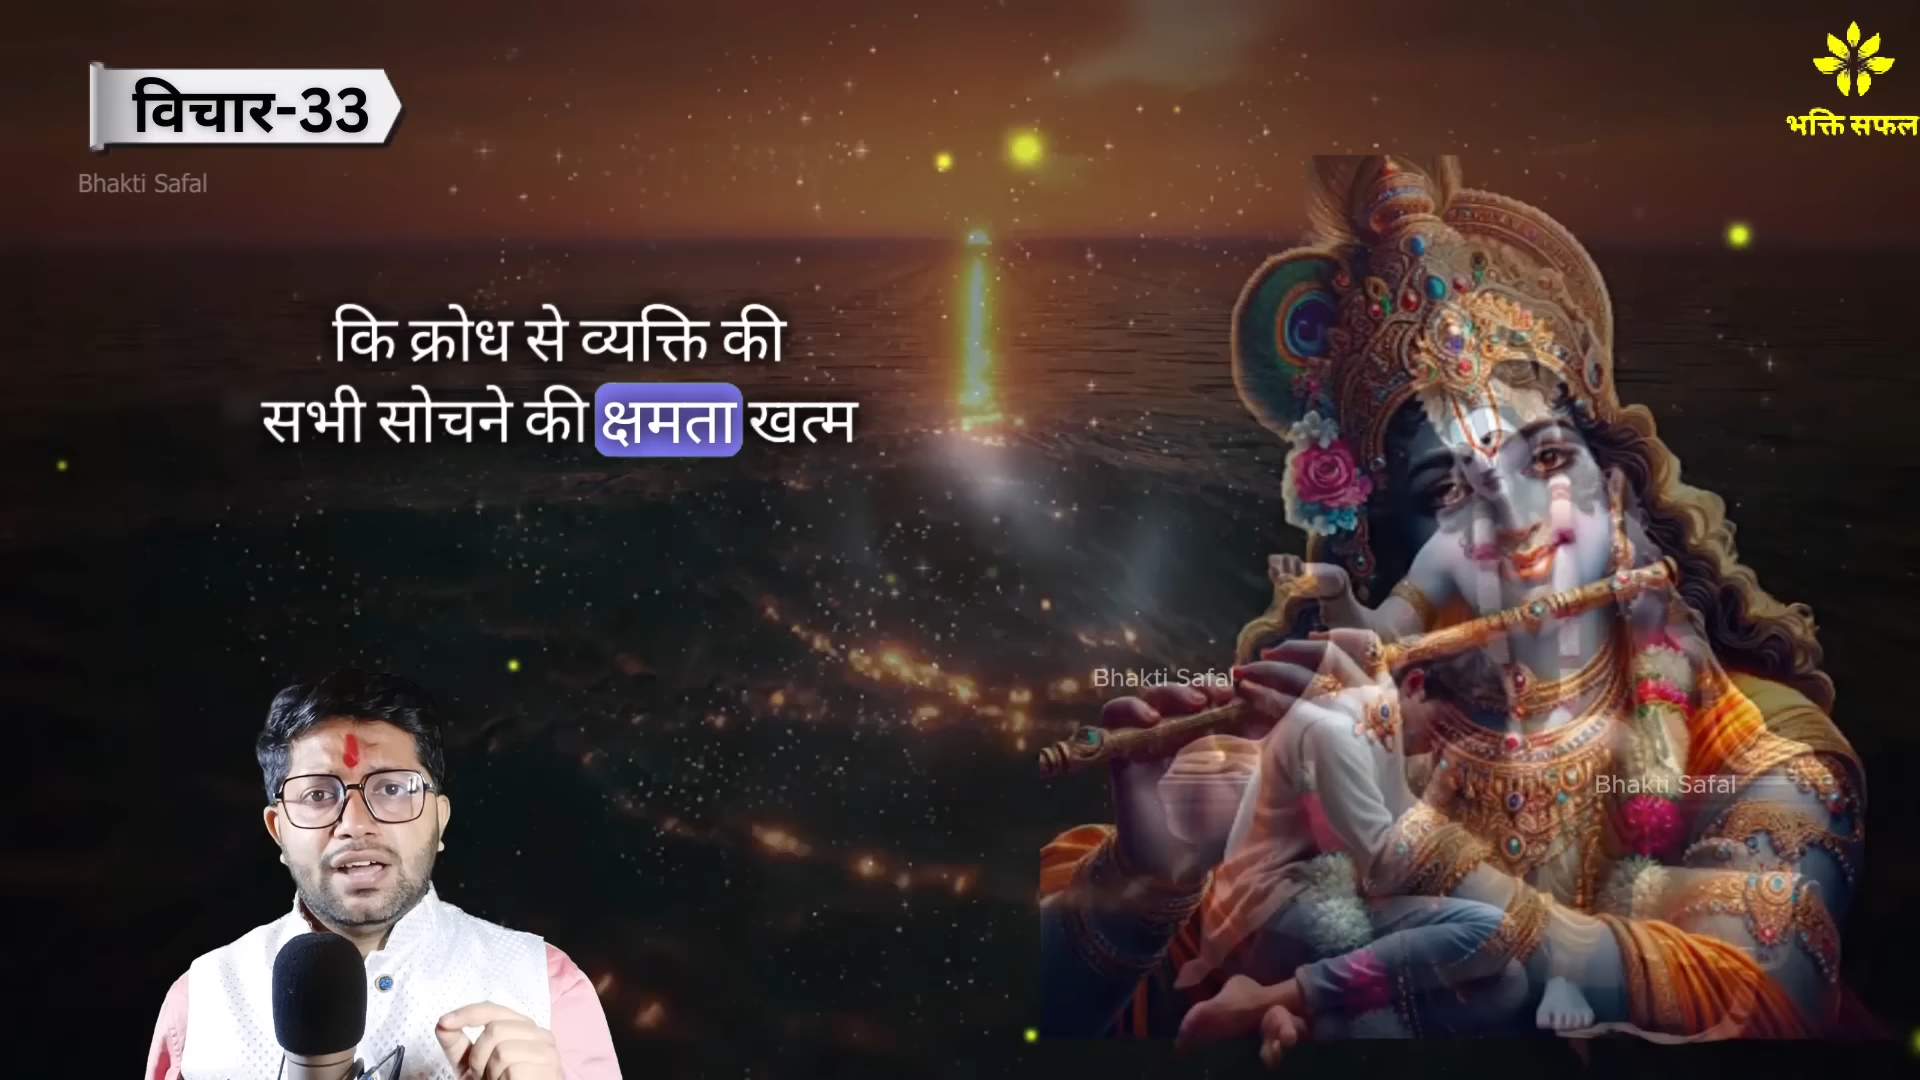 विचार-33
Bhakti Safal
भक्ति सफल
कि क्रोध से व्यक्ति की
सभी सोचने की क्षमता खत्म
Bhakti Safal
Bhakti Safal